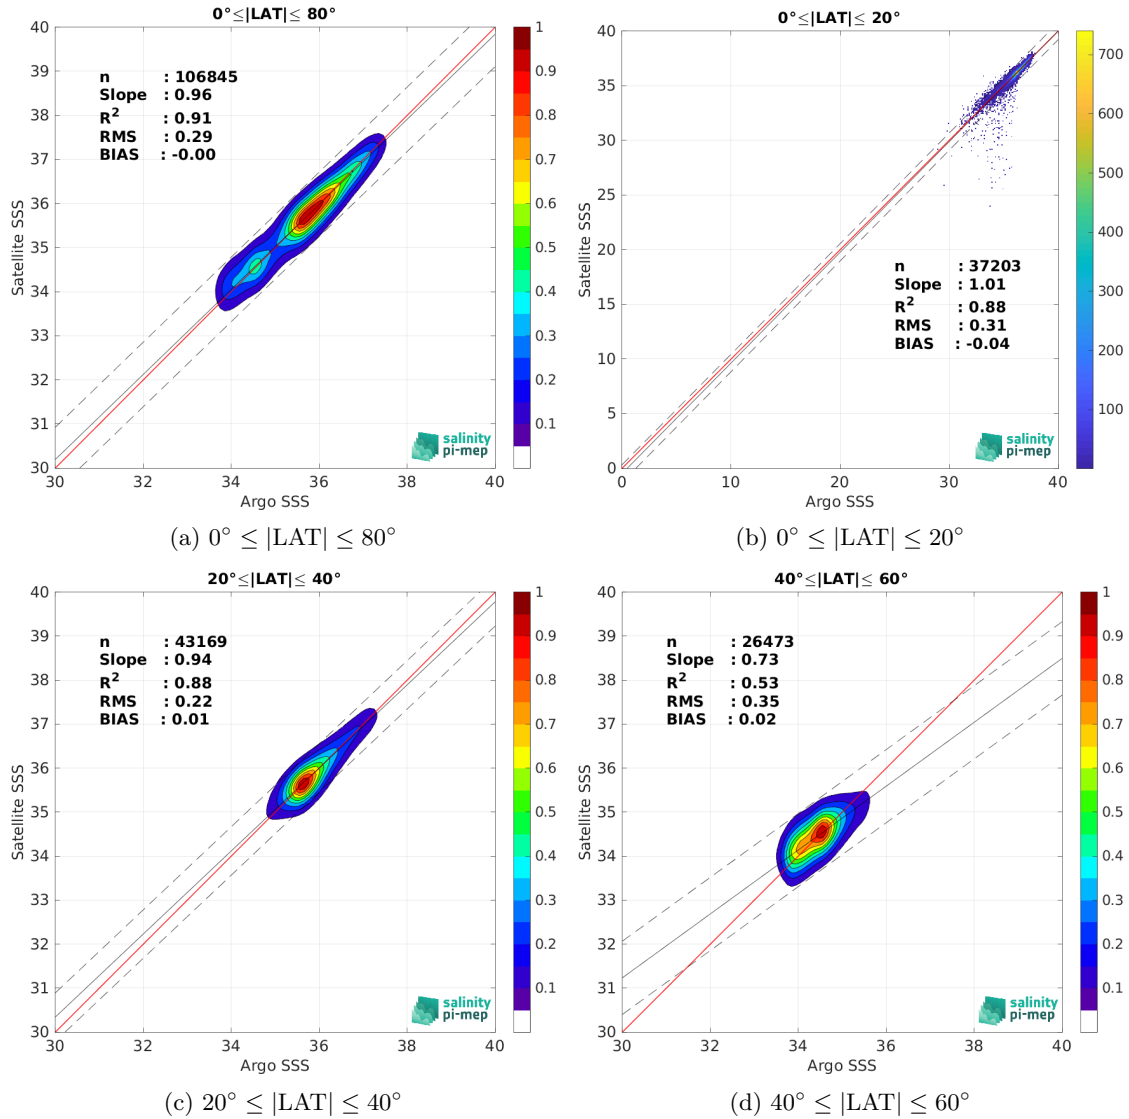 0°≤|LAT|≤ 80°
40
39
38
37
36
35
34
33
32
31
30
Satellite SSS
n : 106845
Slope : 0.96
R² : 0.91
RMS : 0.29
BIAS : -0.00
salinity
pi-mep
30 32 34 36 38 40
Argo SSS
1
0.9
0.8
0.7
0.6
0.5
0.4
0.3
0.2
0.1
(a) 0° ≤ |LAT| ≤ 80°
0°≤|LAT|≤ 20°
40
35
30
25
20
15
10
5
0
Satellite SSS
n : 37203
Slope : 1.01
R² : 0.88
RMS : 0.31
BIAS : -0.04
salinity
pi-mep
0 10 20 30 40
Argo SSS
700
600
500
400
300
200
100
(b) 0° ≤ |LAT| ≤ 20°
20°≤|LAT|≤ 40°
40
39
38
37
36
35
34
33
32
31
30
Satellite SSS
n : 43169
Slope : 0.94
R² : 0.88
RMS : 0.22
BIAS : 0.01
salinity
pi-mep
30 32 34 36 38 40
Argo SSS
1
0.9
0.8
0.7
0.6
0.5
0.4
0.3
0.2
0.1
(c) 20° ≤ |LAT| ≤ 40°
40°≤|LAT|≤ 60°
40
39
38
37
36
35
34
33
32
31
30
Satellite SSS
n : 26473
Slope : 0.73
R² : 0.53
RMS : 0.35
BIAS : 0.02
salinity
pi-mep
30 32 34 36 38 40
Argo SSS
1
0.9
0.8
0.7
0.6
0.5
0.4
0.3
0.2
0.1
(d) 40° ≤ |LAT| ≤ 60°